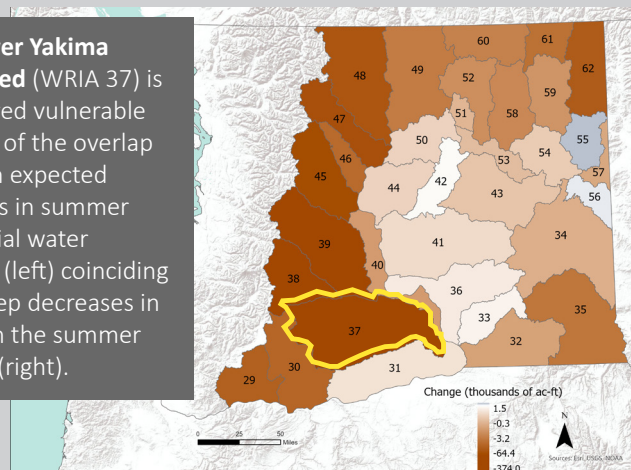 er Yakima
ed (WRIA 37) is
ed vulnerable
of the overlap
expected
s in summer
ial water
(left) coinciding
ep decreases in
the summer
(right).
48
49
60
61
62
52
59
47
51
58
50
55
46
54
53
45
57
42
44
43
56
39
41
34
40
38
36
35
37
33
32
30
31
29
Change (thousands of ac-ft)
1.5
-0.3
-3.2
-64.4
-374.0
0 25 50
Miles
N
Sources: Esri, USGS, NOAA